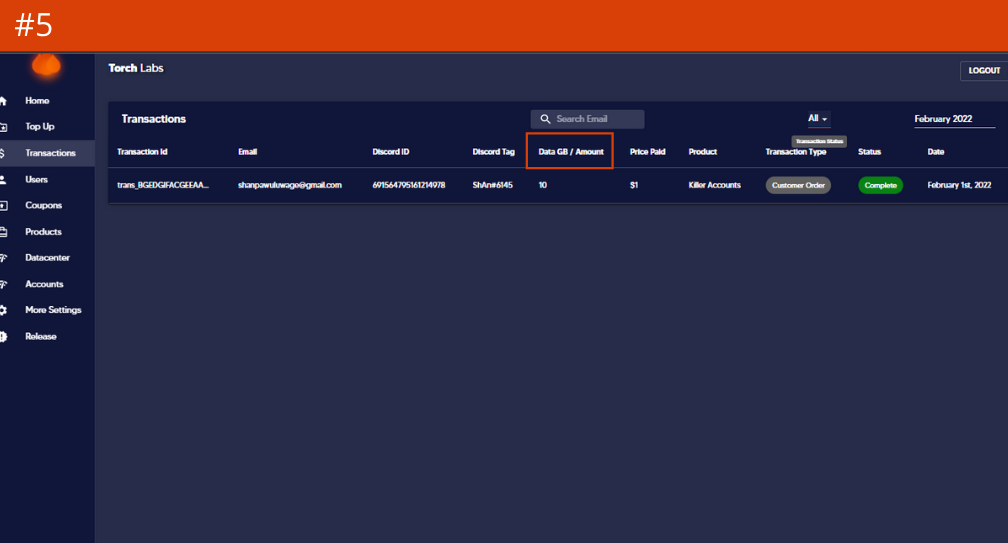 #5
Torch Labs
LOGOUT
Home
Top Up
Transactions
Users
Coupons
Products
Datacenter
Accounts
More Settings
Release
Transactions
Search Email
All
February 2022
Transaction Status
Transaction Id Email Discord ID Discord Tag Data GB / Amount Price Paid Product Transaction Type Status Date
trans_BGEDGIFACGEEAA... shanpawuluwage@gmail.com 691564795161214978 ShAn#6145 10 $1 Killer Accounts Customer Order Complete February 1st, 2022